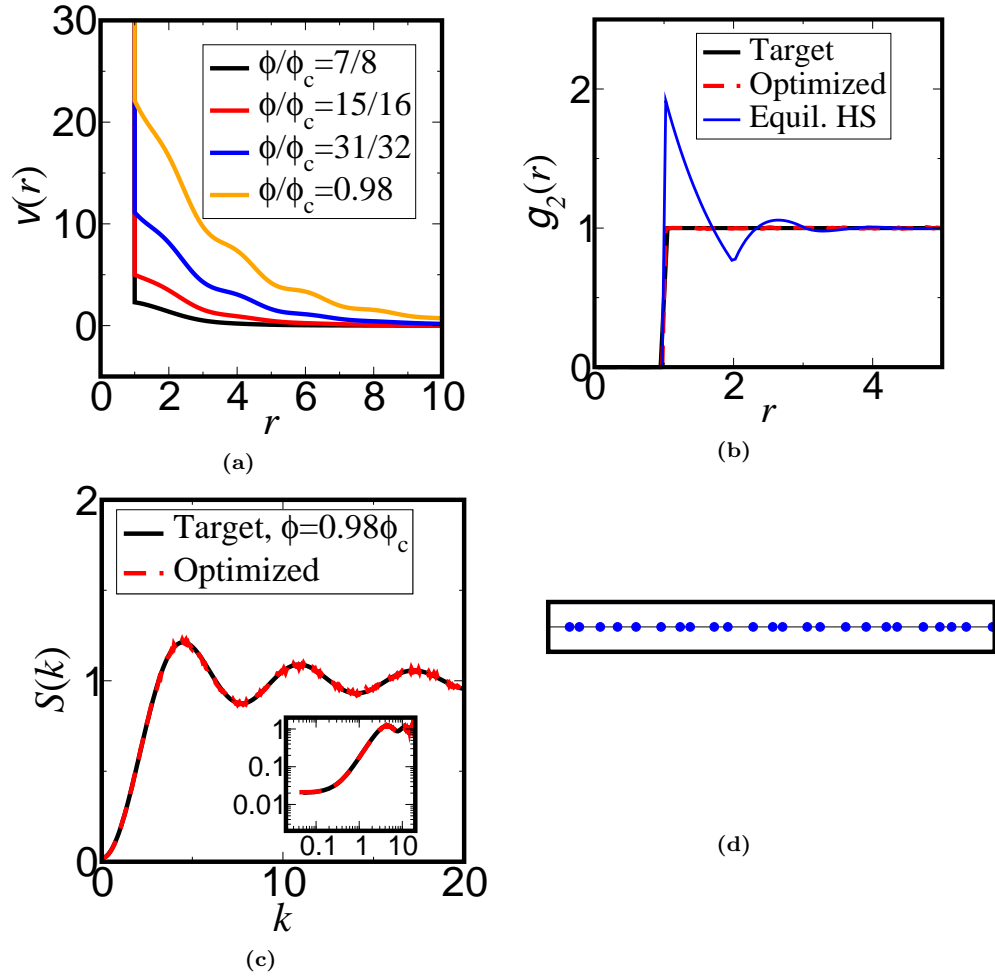 30
20
10
0
v(r)
ϕ/ϕc=7/8
ϕ/ϕc=15/16
ϕ/ϕc=31/32
ϕ/ϕc=0.98
0 2 4 6 8 10
r
(a)
2
1
0
g2(r)
Target
Optimized
Equil. HS
0 2 4
r
(b)
2
1
0
S(k)
Target, ϕ=0.98ϕc
Optimized
1
0.1
0.01
0.1 1 10
0 10 20
k
(c)
(d)